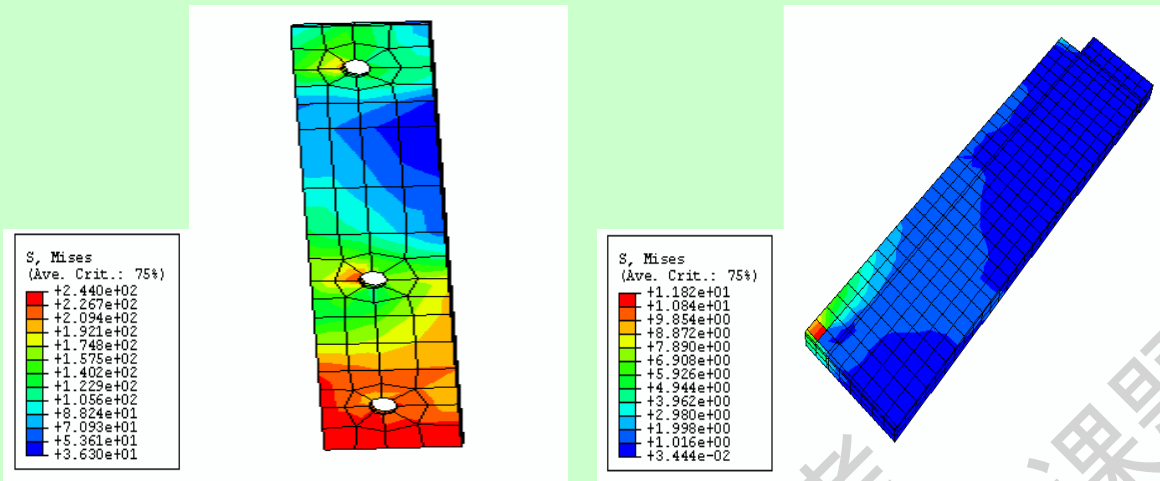 S, Mises
(Ave. Crit.: 75%)
+2.440e+02
+2.267e+02
+2.094e+02
+1.921e+02
+1.748e+02
+1.575e+02
+1.402e+02
+1.229e+02
+1.056e+02
+8.824e+01
+7.093e+01
+5.361e+01
+3.630e+01
S, Mises
(Ave. Crit.: 75%)
+1.182e+01
+1.084e+01
+9.854e+00
+8.872e+00
+7.890e+00
+6.908e+00
+5.926e+00
+4.944e+00
+3.962e+00
+2.980e+00
+1.998e+00
+1.016e+00
+3.444e-02
课题